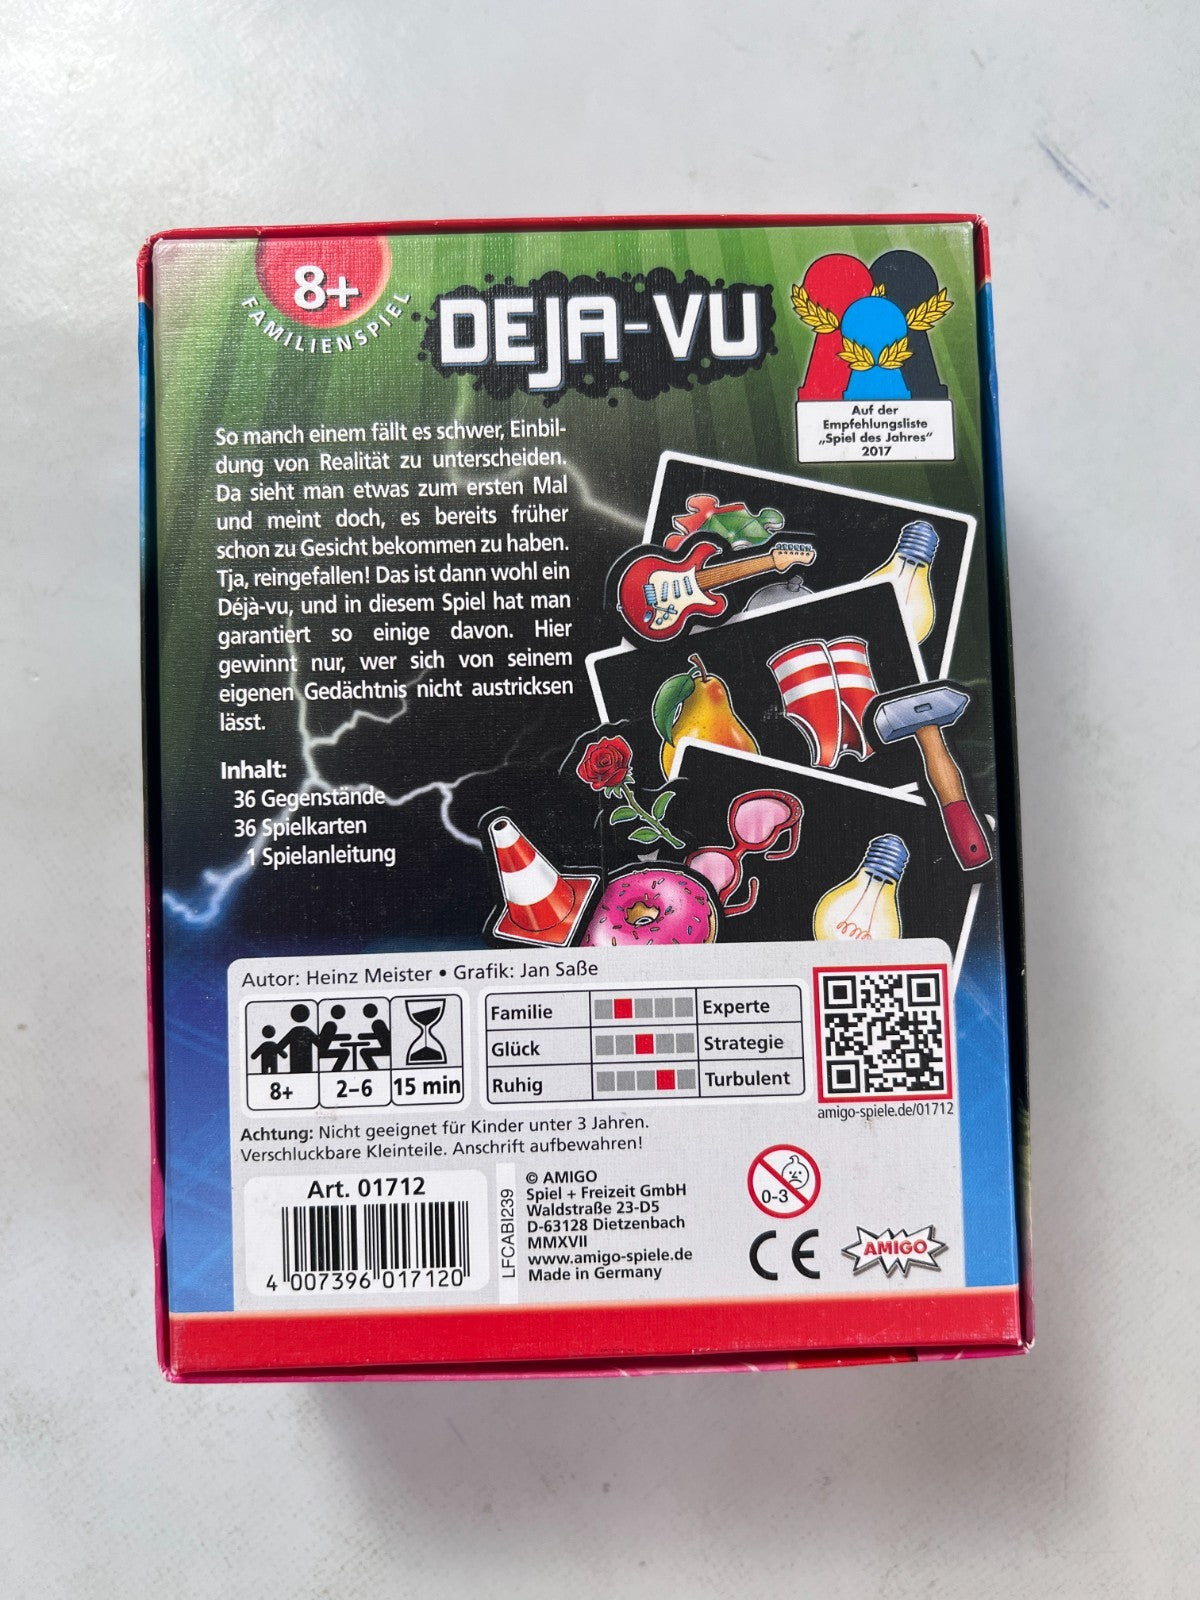 8+
FAMILIENSPIEL
DEJA-VU
Auf der
Empfehlungsliste
„Spiel des Jahres“
2017
So manch einem fällt es schwer, Einbil-
dung von Realität zu unterscheiden.
Da sieht man etwas zum ersten Mal
und meint doch, es bereits früher
schon zu Gesicht bekommen zu haben.
Tja, reingefallen! Das ist dann wohl ein
Déjà-vu, und in diesem Spiel hat man
garantiert so einige davon. Hier
gewinnt nur, wer sich von seinem
eigenen Gedächtnis nicht austricksen
lässt.
Inhalt:
36 Gegenstände
36 Spielkarten
1 Spielanleitung
Autor: Heinz Meister • Grafik: Jan Saße
8+
2–6
15 min
Familie
Experte
Glück
Strategie
Ruhig
Turbulent
amigo-spiele.de/01712
Achtung: Nicht geeignet für Kinder unter 3 Jahren.
Verschluckbare Kleinteile. Anschrift aufbewahren!
Art. 01712
4 007396 017120
LFCABI239
© AMIGO
Spiel + Freizeit GmbH
Waldstraße 23-D5
D-63128 Dietzenbach
MMXVII
www.amigo-spiele.de
Made in Germany
0-3
CE
AMIGO